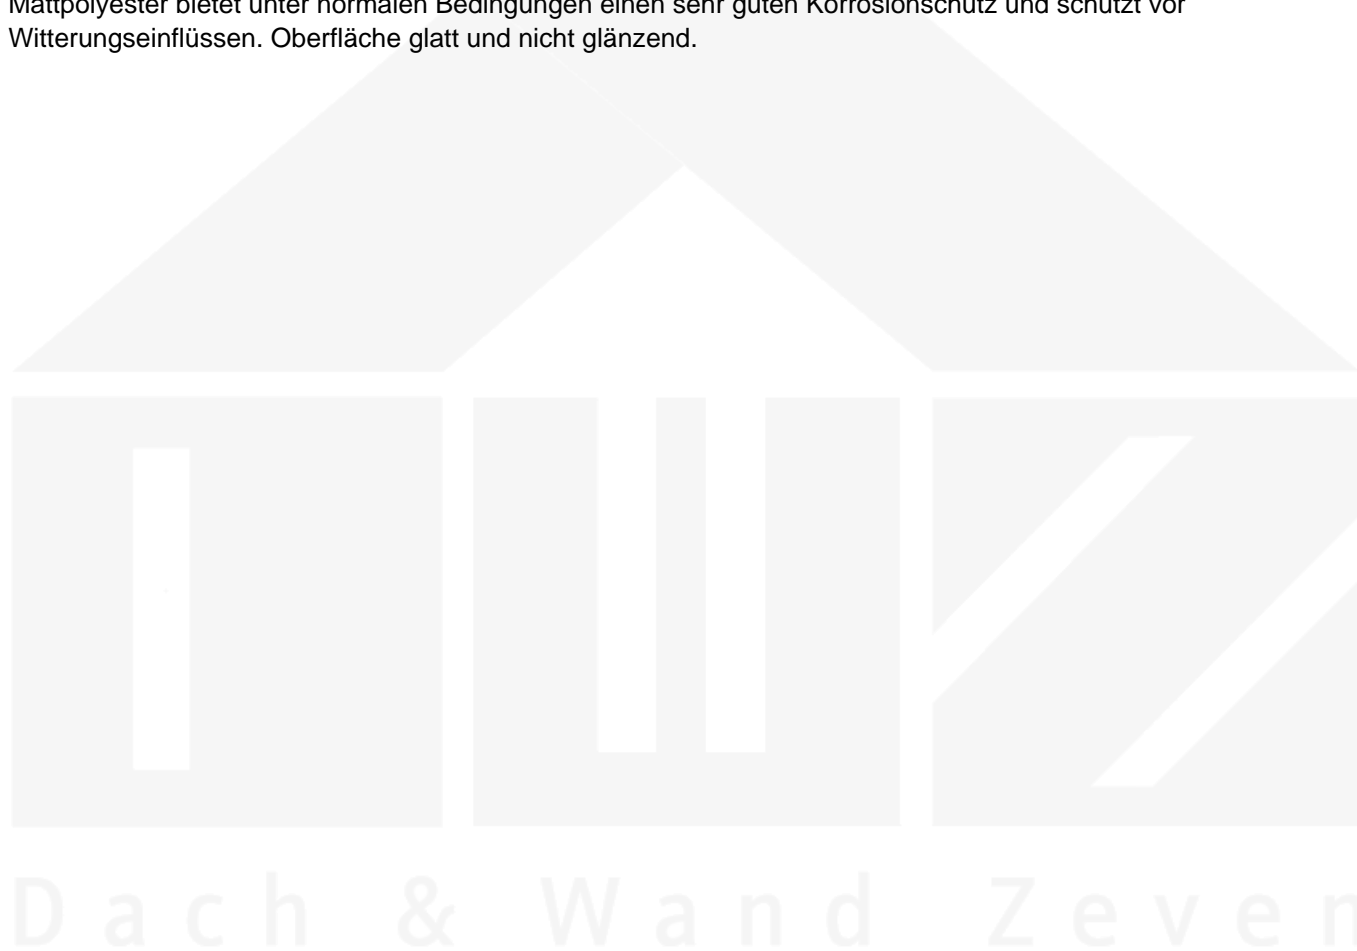 Mattpolyester bietet unter normalen Bedingungen einen sehr guten Korrosionschutz und schützt vor
Witterungseinflüssen. Oberfläche glatt und nicht glänzend.
Dach & Wand Zeven